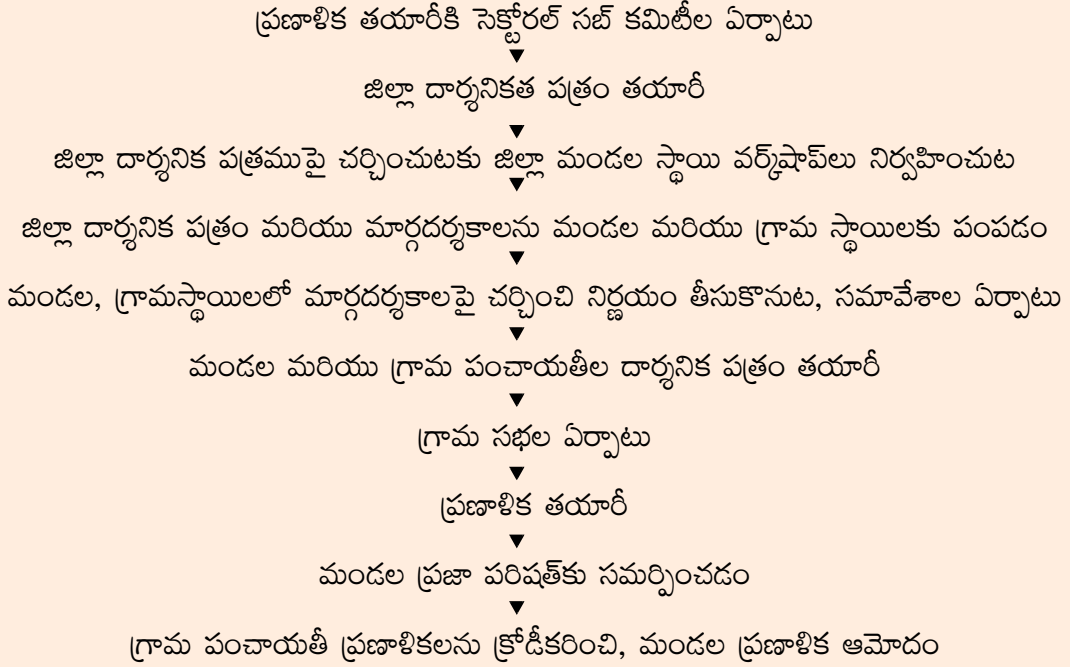 ప్రణాళిక తయారీకి సెక్టోరల్ సబ్ కమిటీల ఏర్పాటు
జిల్లా దార్శనికత పత్రం తయారీ
జిల్లా దార్శనిక పత్రముపై చర్చించుటకు జిల్లా మండల స్థాయి వర్క్‌షాప్‌లు నిర్వహించుట
జిల్లా దార్శనిక పత్రం మరియు మార్గదర్శకాలను మండల మరియు గ్రామ స్థాయిలకు పంపడం
మండల, గ్రామస్థాయిలలో మార్గదర్శకాలపై చర్చించి నిర్ణయం తీసుకొనుట, సమావేశాల ఏర్పాటు
మండల మరియు గ్రామ పంచాయతీల దార్శనిక పత్రం తయారీ
గ్రామ సభల ఏర్పాటు
ప్రణాళిక తయారీ
మండల ప్రజా పరిషత్‌కు సమర్పించడం
గ్రామ పంచాయతీ ప్రణాళికలను క్రోడీకరించి, మండల ప్రణాళిక ఆమోదం